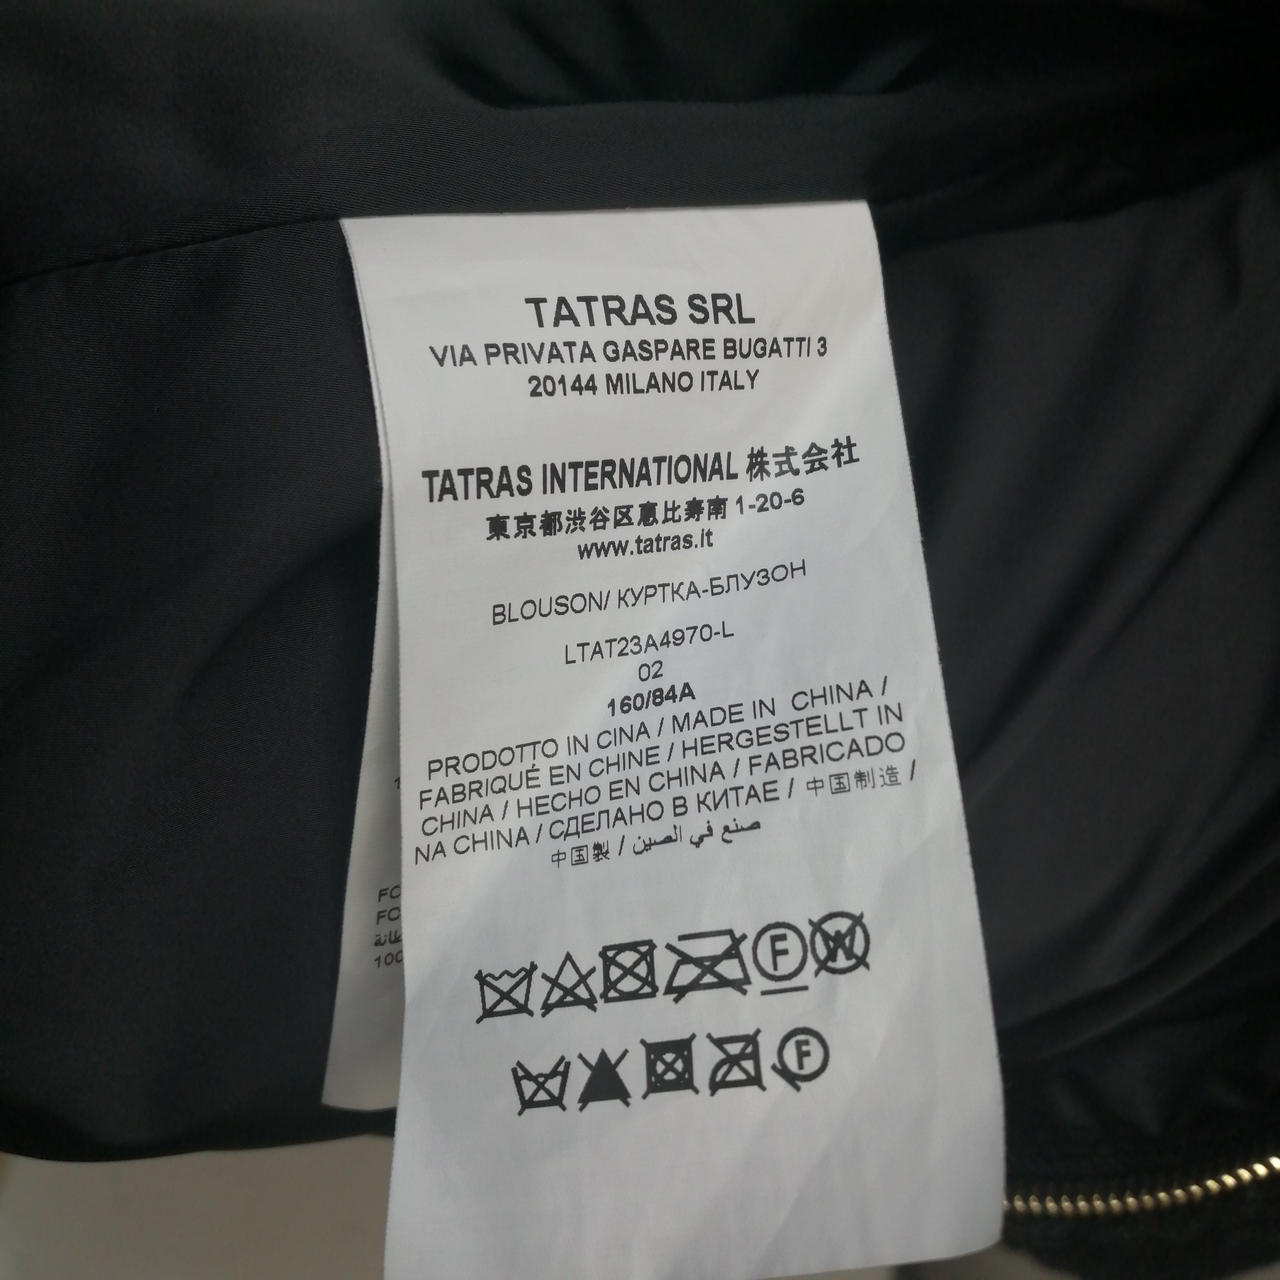 TATRAS SRL
VIA PRIVATA GASPARE BUGATTI 3
20144 MILANO ITALY
TATRAS INTERNATIONAL 株式会社
東京都渋谷区恵比寿南 1-20-6
www.tatras.it
BLOUSON/ КУРТКА-БЛУЗОН
LTAT23A4970-L
02
160/84A
PRODOTTO IN CINA / MADE IN CHINA /
FABRIQUÉ EN CHINE / HERGESTELLT IN
CHINA / HECHO EN CHINA / FABRICADO
NA CHINA / СДЕЛАНО В КИТАЕ / 中国制造 /
中国製 / صنع في الصين
F W
F
FO
FO
100